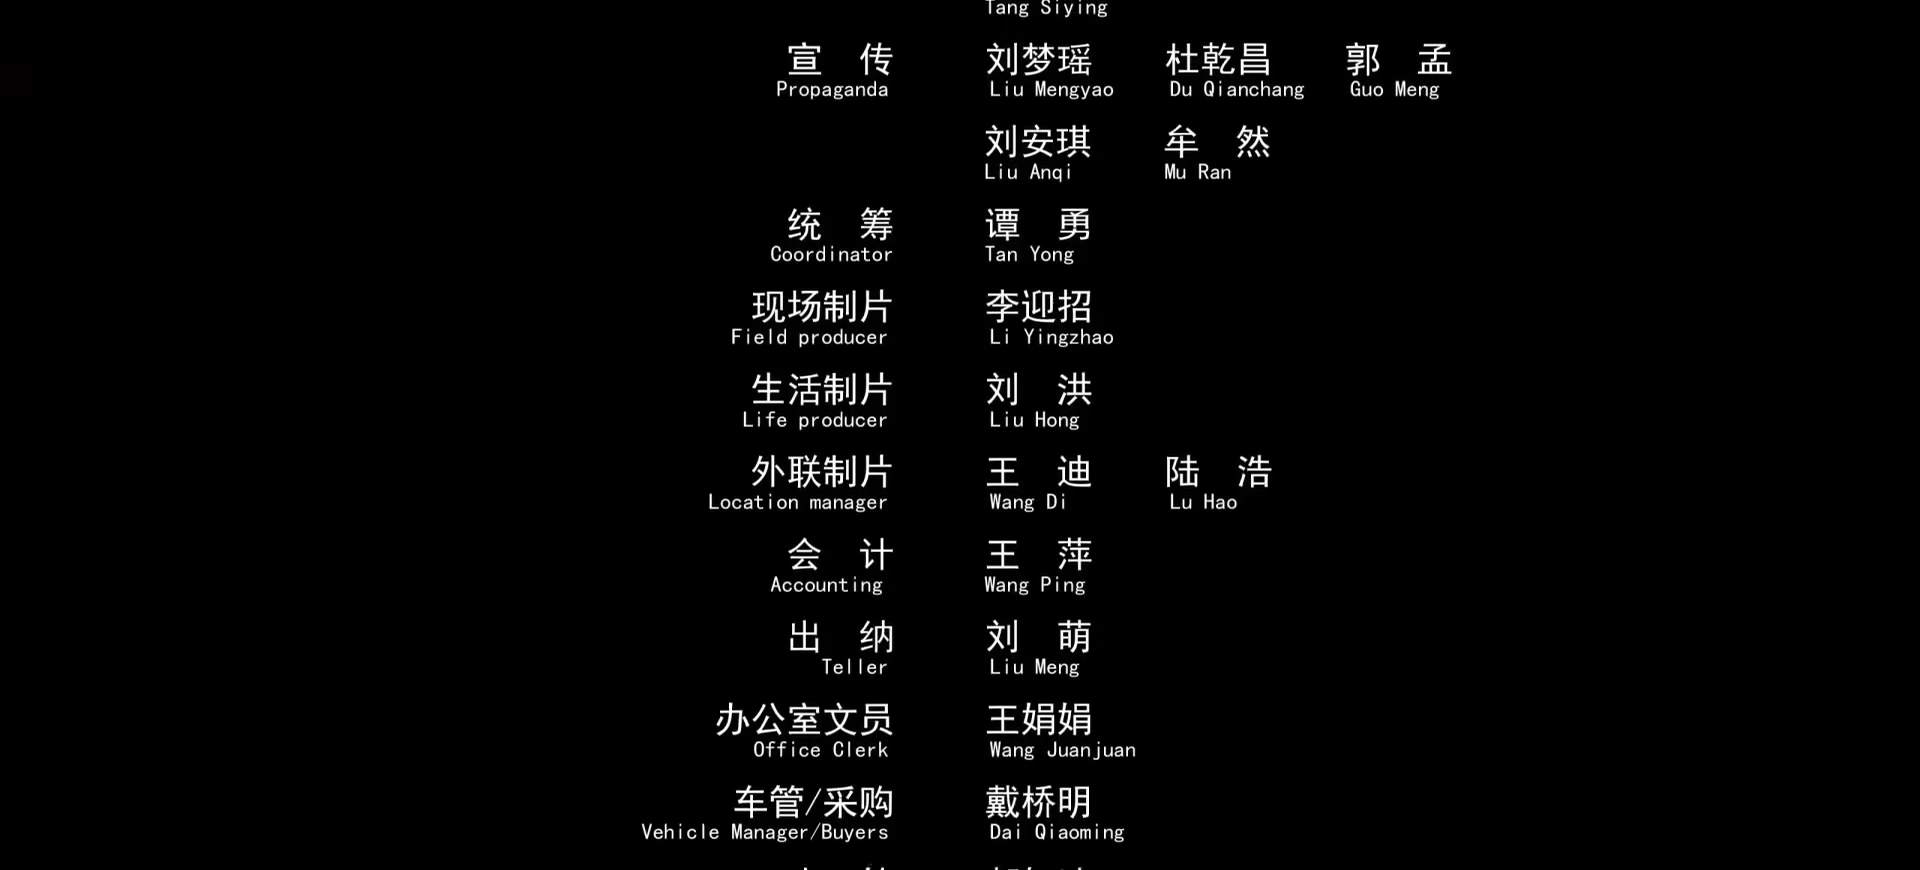 Tang Siying
宣 传 刘梦瑶 杜乾昌 郭 孟
Propaganda Liu Mengyao Du Qianchang Guo Meng
刘安琪 牟 然
Liu Anqi Mu Ran
统 筹 谭 勇
Coordinator Tan Yong
现场制片 李迎招
Field producer Li Yingzhao
生活制片 刘 洪
Life producer Liu Hong
外联制片 王 迪 陆 浩
Location manager Wang Di Lu Hao
会 计 王 萍
Accounting Wang Ping
出 纳 刘 萌
Teller Liu Meng
办公室文员 王娟娟
Office Clerk Wang Juanjuan
车管/采购 戴桥明
Vehicle Manager/Buyers Dai Qiaoming